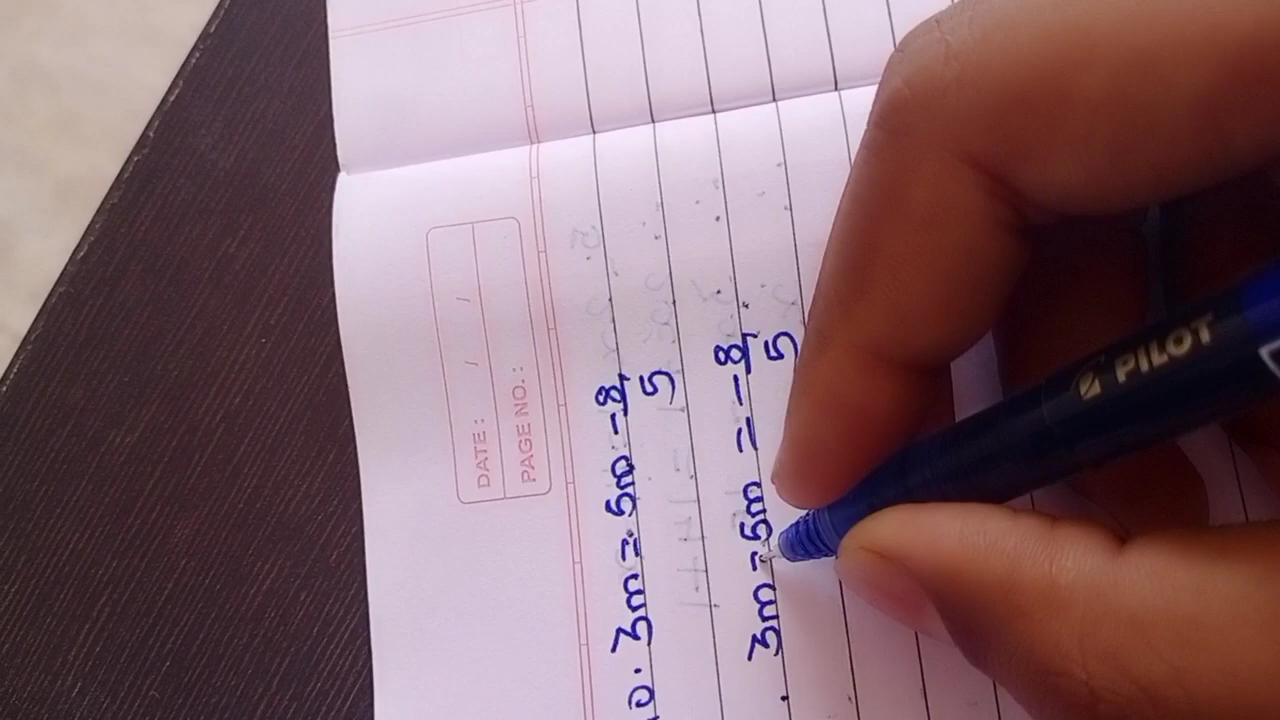 DATE : / /
PAGE NO. :
10. 3m = 5m - 8/5
3m - 5m = - 8/5
PILOT